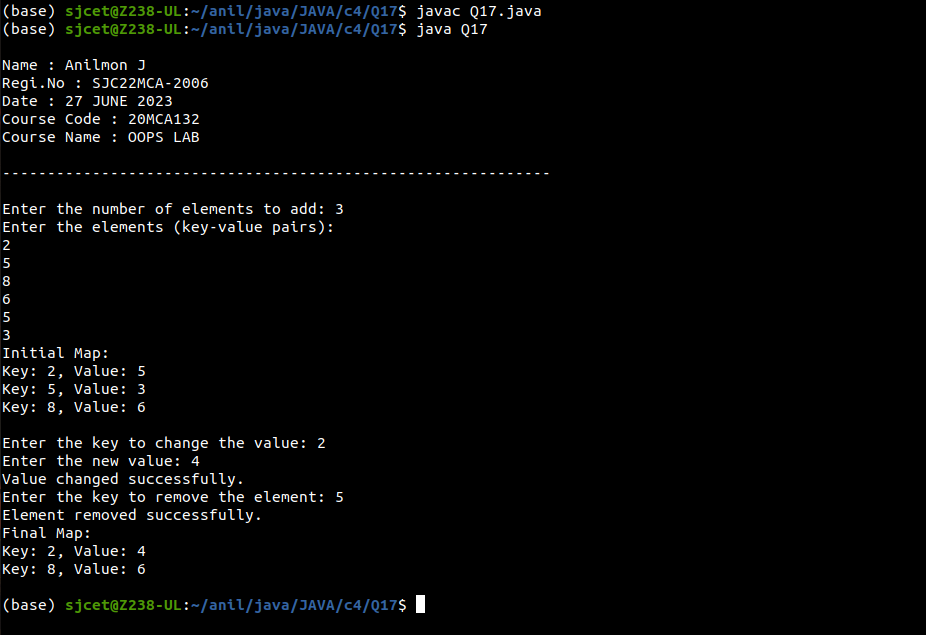 (base) sjcet@Z238-UL:~/anil/java/JAVA/c4/Q17$ javac Q17.java
(base) sjcet@Z238-UL:~/anil/java/JAVA/c4/Q17$ java Q17
Name : Anilmon J
Regi.No : SJC22MCA-2006
Date : 27 JUNE 2023
Course Code : 20MCA132
Course Name : OOPS LAB
-------------------------------------------------------------
Enter the number of elements to add: 3
Enter the elements (key-value pairs):
2
5
8
6
5
3
Initial Map:
Key: 2, Value: 5
Key: 5, Value: 3
Key: 8, Value: 6
Enter the key to change the value: 2
Enter the new value: 4
Value changed successfully.
Enter the key to remove the element: 5
Element removed successfully.
Final Map:
Key: 2, Value: 4
Key: 8, Value: 6
(base) sjcet@Z238-UL:~/anil/java/JAVA/c4/Q17$